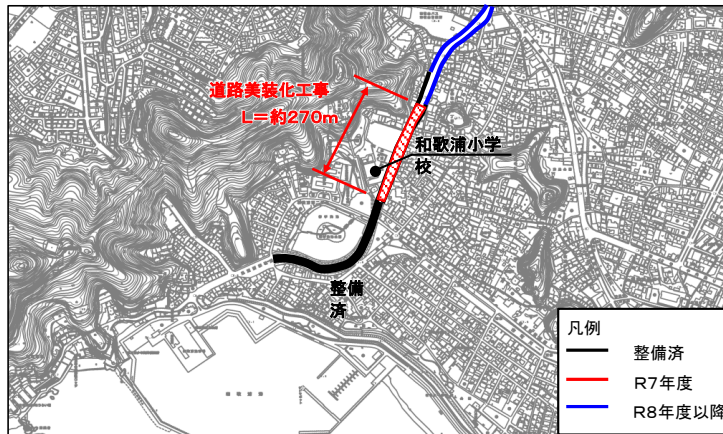 道路美装化工事
L＝約270m
和歌浦小学
校
整備
済
凡例
整備済
R7年度
R8年度以降